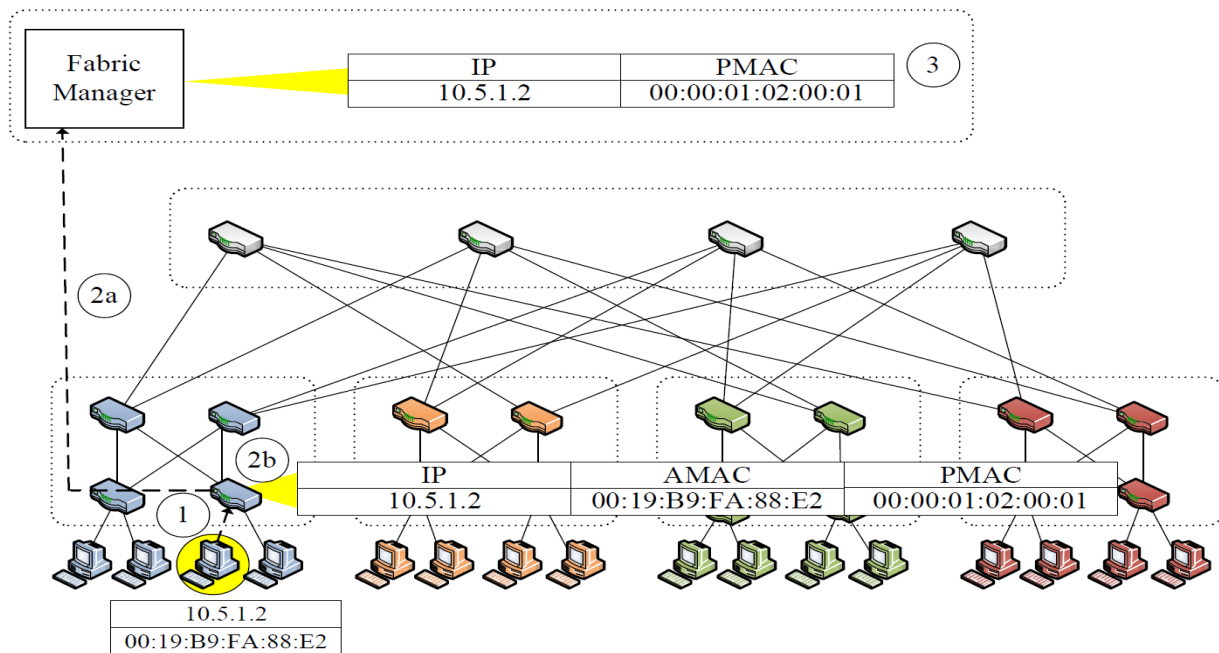 Fabric
Manager
IP PMAC
10.5.1.2 00:00:01:02:00:01
3
2a
2b
IP AMAC PMAC
10.5.1.2 00:19:B9:FA:88:E2 00:00:01:02:00:01
1
10.5.1.2
00:19:B9:FA:88:E2